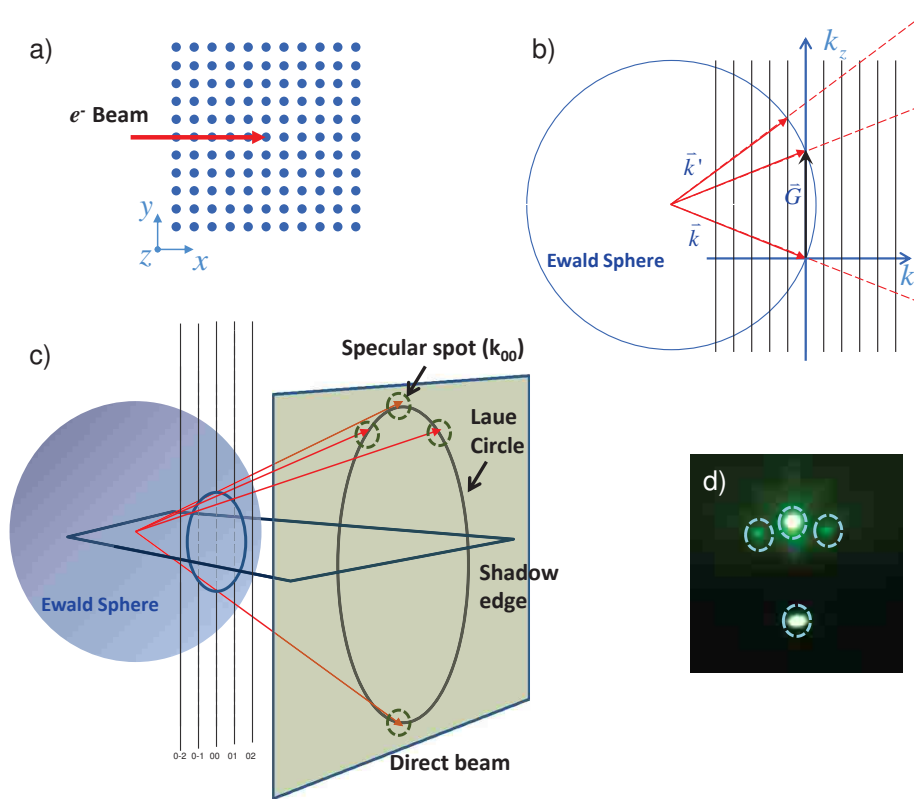 a)
e⁻ Beam
y
z
x
b)
k_z
k⃗'
G⃗
k⃗
Ewald Sphere
k
c)
Specular spot (k₀₀)
Laue
Circle
Ewald Sphere
Shadow
edge
0-2 0-1 00 01 02
Direct beam
d)